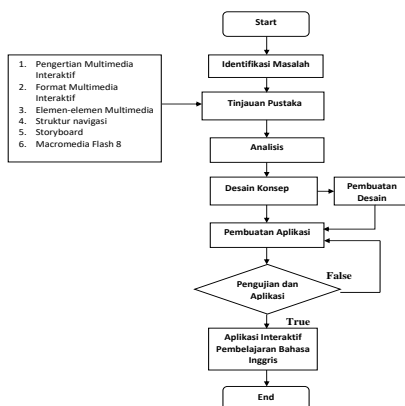 Start
Identifikasi Masalah
1. Pengertian Multimedia
Interaktif
2. Format Multimedia
Interaktif
3. Elemen-elemen Multimedia
4. Struktur navigasi
5. Storyboard
6. Macromedia Flash 8
Tinjauan Pustaka
Analisis
Desain Konsep
Pembuatan
Desain
Pembuatan Aplikasi
Pengujian dan
Aplikasi
False
True
Aplikasi Interaktif
Pembelajaran Bahasa
Inggris
End